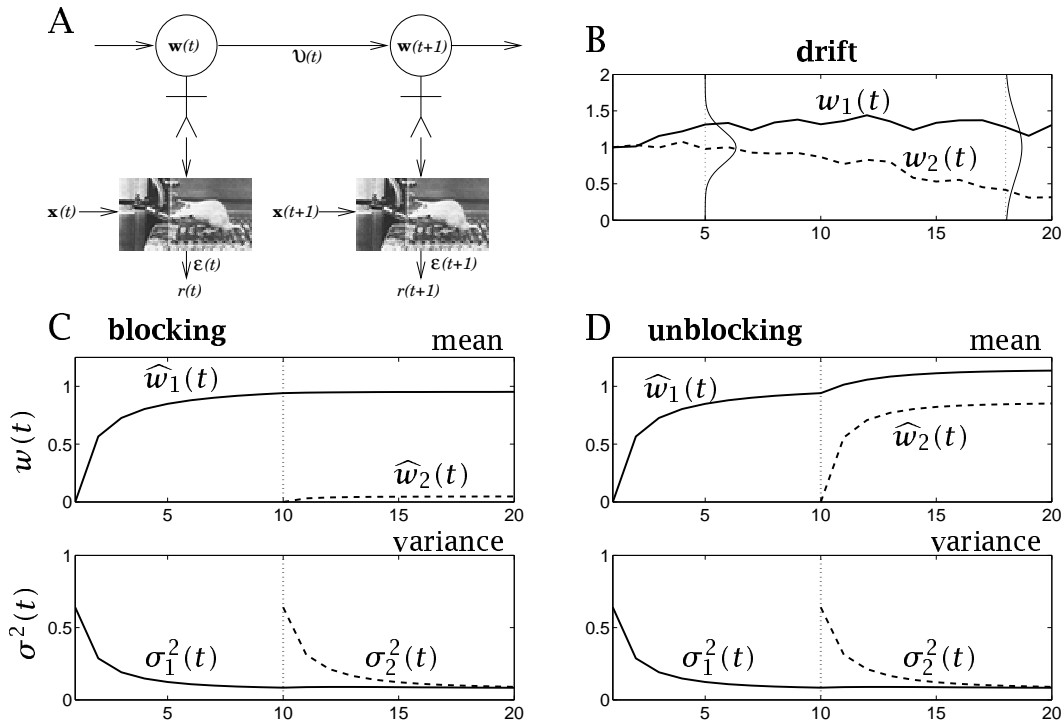 A
w(t)
υ(t)
w(t+1)
x(t)
x(t+1)
ε(t)
ε(t+1)
r(t)
r(t+1)
B
drift
2
1.5
1
0.5
0
w₁(t)
w₂(t)
5 10 15 20
C blocking
mean
w(t)
1
0.5
0
ŵ₁(t)
ŵ₂(t)
5 10 15 20
variance
σ²(t)
1
0.5
0
σ₁²(t) σ₂²(t)
5 10 15 20
D unblocking
mean
1
0.5
0
ŵ₁(t)
ŵ₂(t)
5 10 15 20
variance
1
0.5
0
σ₁²(t) σ₂²(t)
5 10 15 20